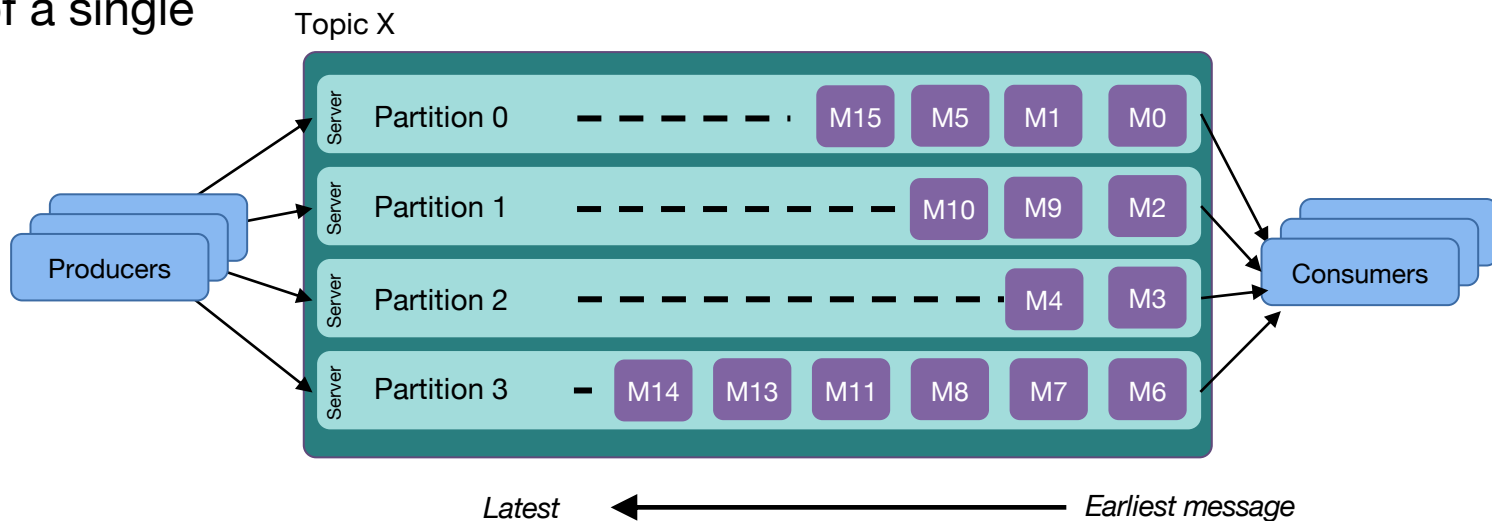 of a single
Topic X
Server Partition 0 M15 M5 M1 M0
Server Partition 1 M10 M9 M2
Producers
Consumers
Server Partition 2 M4 M3
Server Partition 3 M14 M13 M11 M8 M7 M6
Latest Earliest message